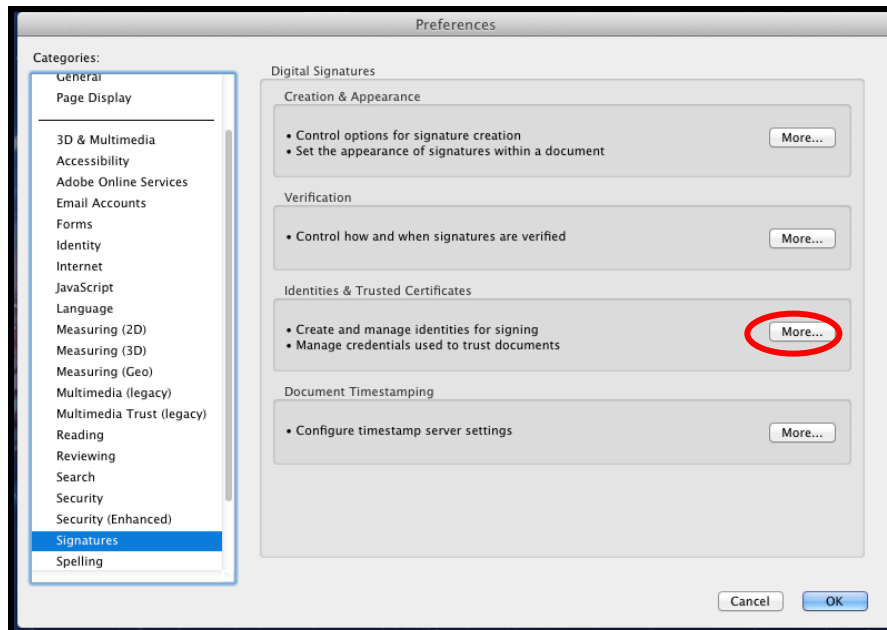 Preferences
Categories:
General
Page Display
3D & Multimedia
Accessibility
Adobe Online Services
Email Accounts
Forms
Identity
Internet
JavaScript
Language
Measuring (2D)
Measuring (3D)
Measuring (Geo)
Multimedia (legacy)
Multimedia Trust (legacy)
Reading
Reviewing
Search
Security
Security (Enhanced)
Signatures
Spelling
Digital Signatures
Creation & Appearance
• Control options for signature creation
• Set the appearance of signatures within a document
More...
Verification
• Control how and when signatures are verified
More...
Identities & Trusted Certificates
• Create and manage identities for signing
• Manage credentials used to trust documents
More...
Document Timestamping
• Configure timestamp server settings
More...
Cancel
OK